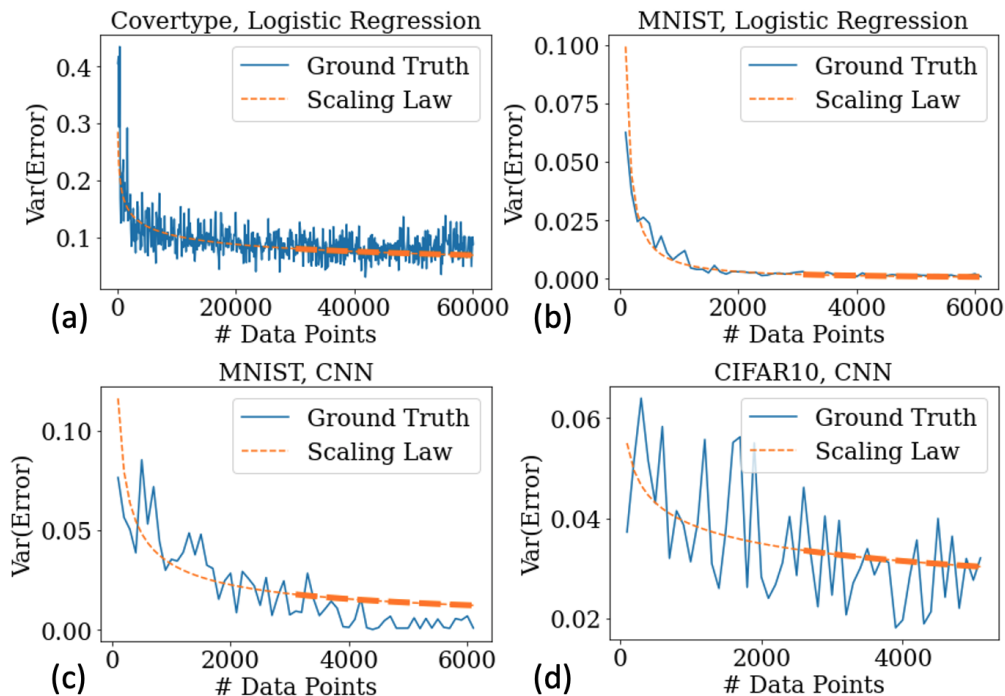 Covertype, Logistic Regression
Ground Truth
Scaling Law
Var(Error)
0.4
0.3
0.2
0.1
0
20000
40000
60000
# Data Points
(a)
MNIST, Logistic Regression
Ground Truth
Scaling Law
Var(Error)
0.100
0.075
0.050
0.025
0.000
0
2000
4000
6000
# Data Points
(b)
MNIST, CNN
Ground Truth
Scaling Law
Var(Error)
0.10
0.05
0.00
0
2000
4000
6000
# Data Points
(c)
CIFAR10, CNN
Ground Truth
Scaling Law
Var(Error)
0.06
0.04
0.02
0
2000
4000
# Data Points
(d)